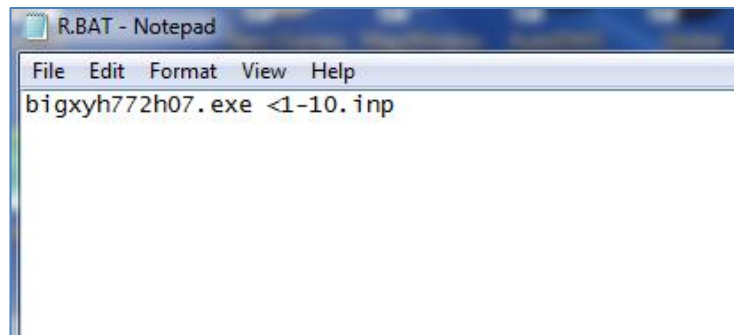 R.BAT - Notepad
File Edit Format View Help
bigxyh772h07.exe <1-10.inp